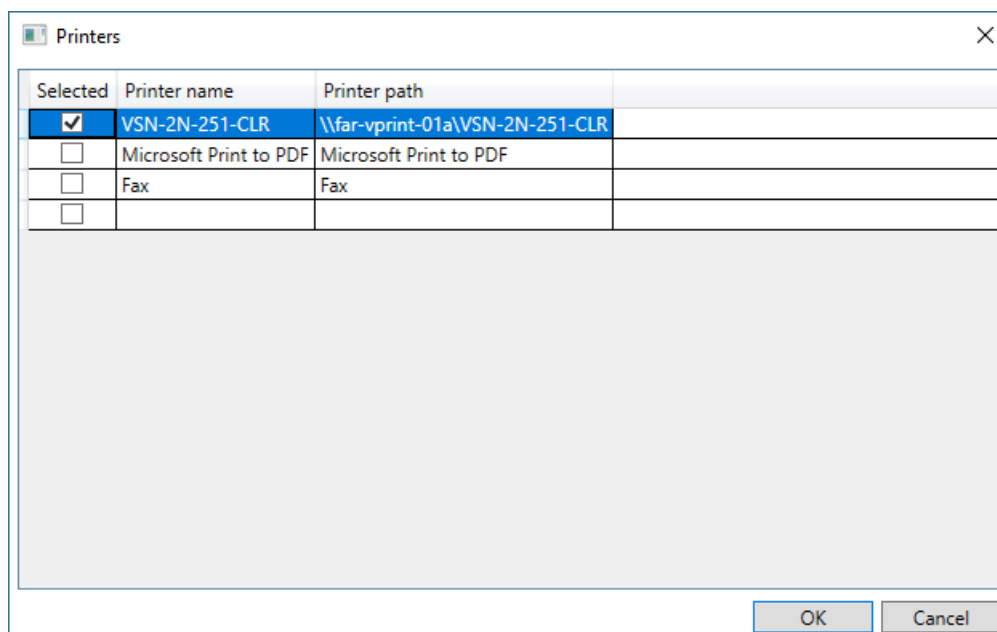 Printers
Selected Printer name Printer path
VSN-2N-251-CLR \\far-vprint-01a\VSN-2N-251-CLR
Microsoft Print to PDF Microsoft Print to PDF
Fax Fax
OK Cancel